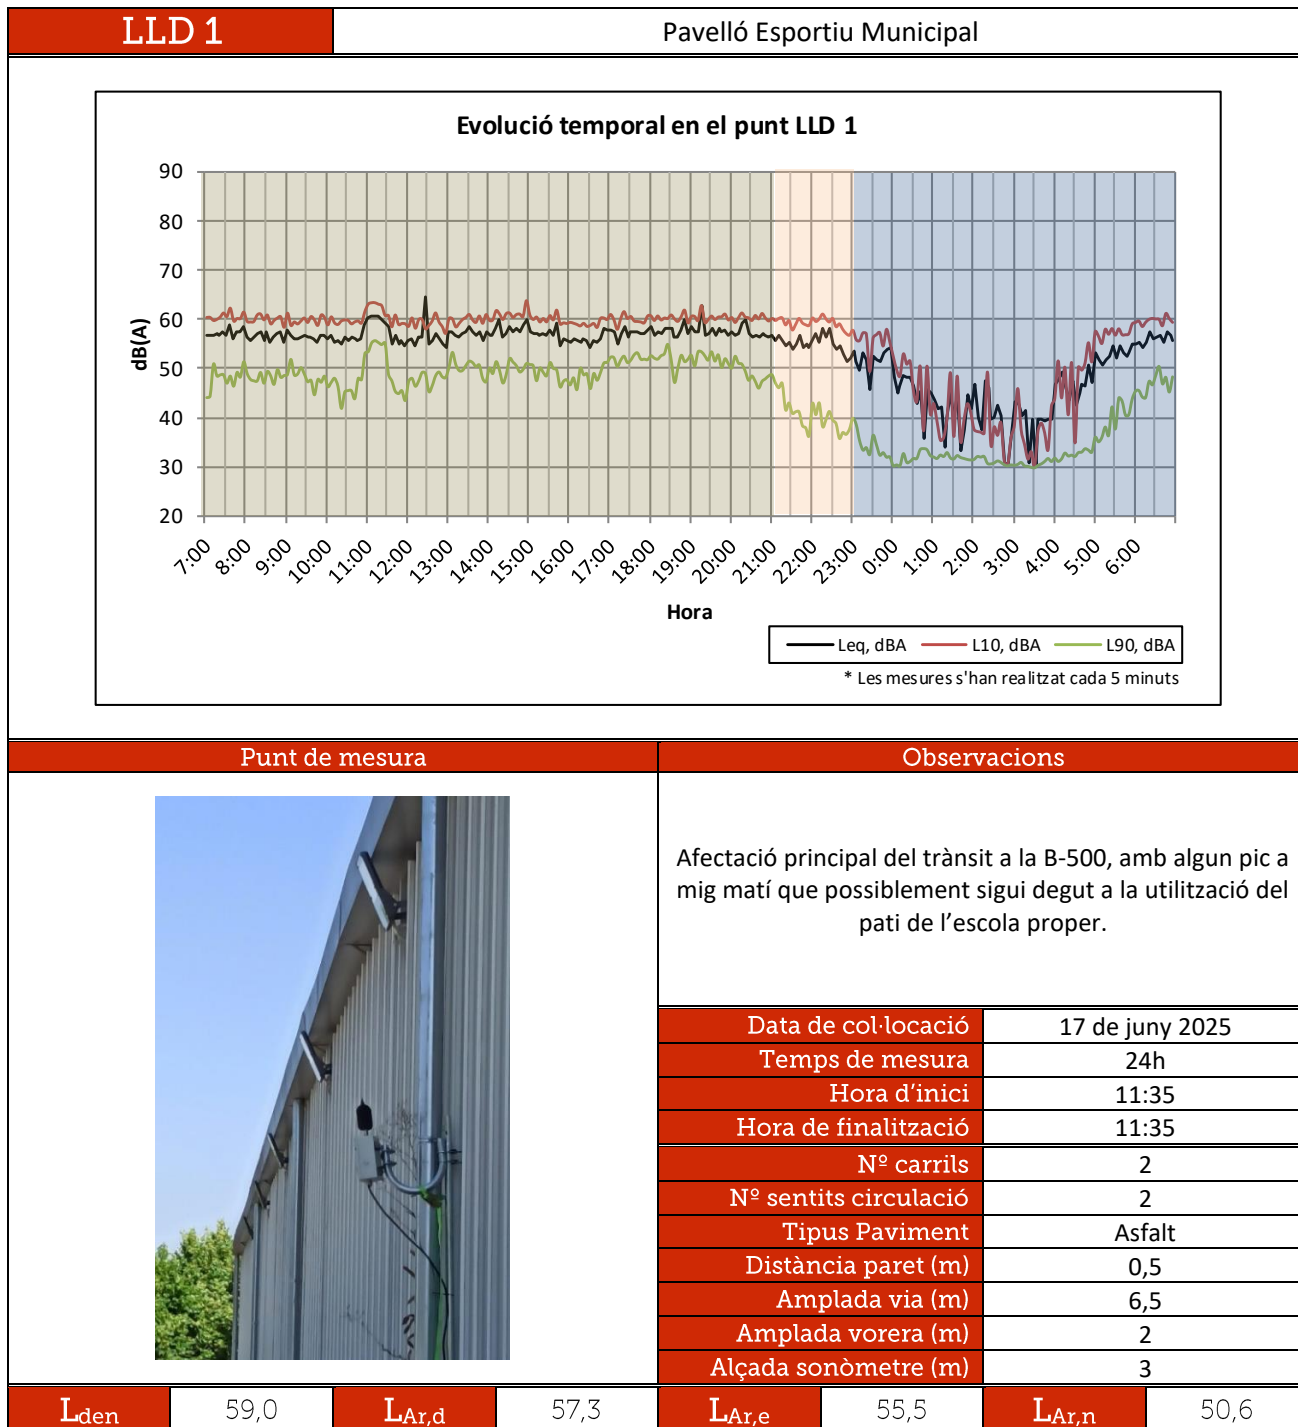 LLD 1
Pavelló Esportiu Municipal
Evolució temporal en el punt LLD 1
90
80
70
60
50
40
30
20
dB(A)
7:00 8:00 9:00 10:00 11:00 12:00 13:00 14:00 15:00 16:00 17:00 18:00 19:00 20:00 21:00 22:00 23:00 0:00 1:00 2:00 3:00 4:00 5:00 6:00
Hora
Leq, dBA L10, dBA L90, dBA
* Les mesures s'han realitzat cada 5 minuts
Punt de mesura
Observacions
Afectació principal del trànsit a la B-500, amb algun pic a
mig matí que possiblement sigui degut a la utilització del
pati de l’escola proper.
Data de col·locació 17 de juny 2025
Temps de mesura 24h
Hora d’inici 11:35
Hora de finalització 11:35
Nº carrils 2
Nº sentits circulació 2
Tipus Paviment Asfalt
Distància paret (m) 0,5
Amplada via (m) 6,5
Amplada vorera (m) 2
Alçada sonòmetre (m) 3
Lden 59,0 LAr,d 57,3 LAr,e 55,5 LAr,n 50,6